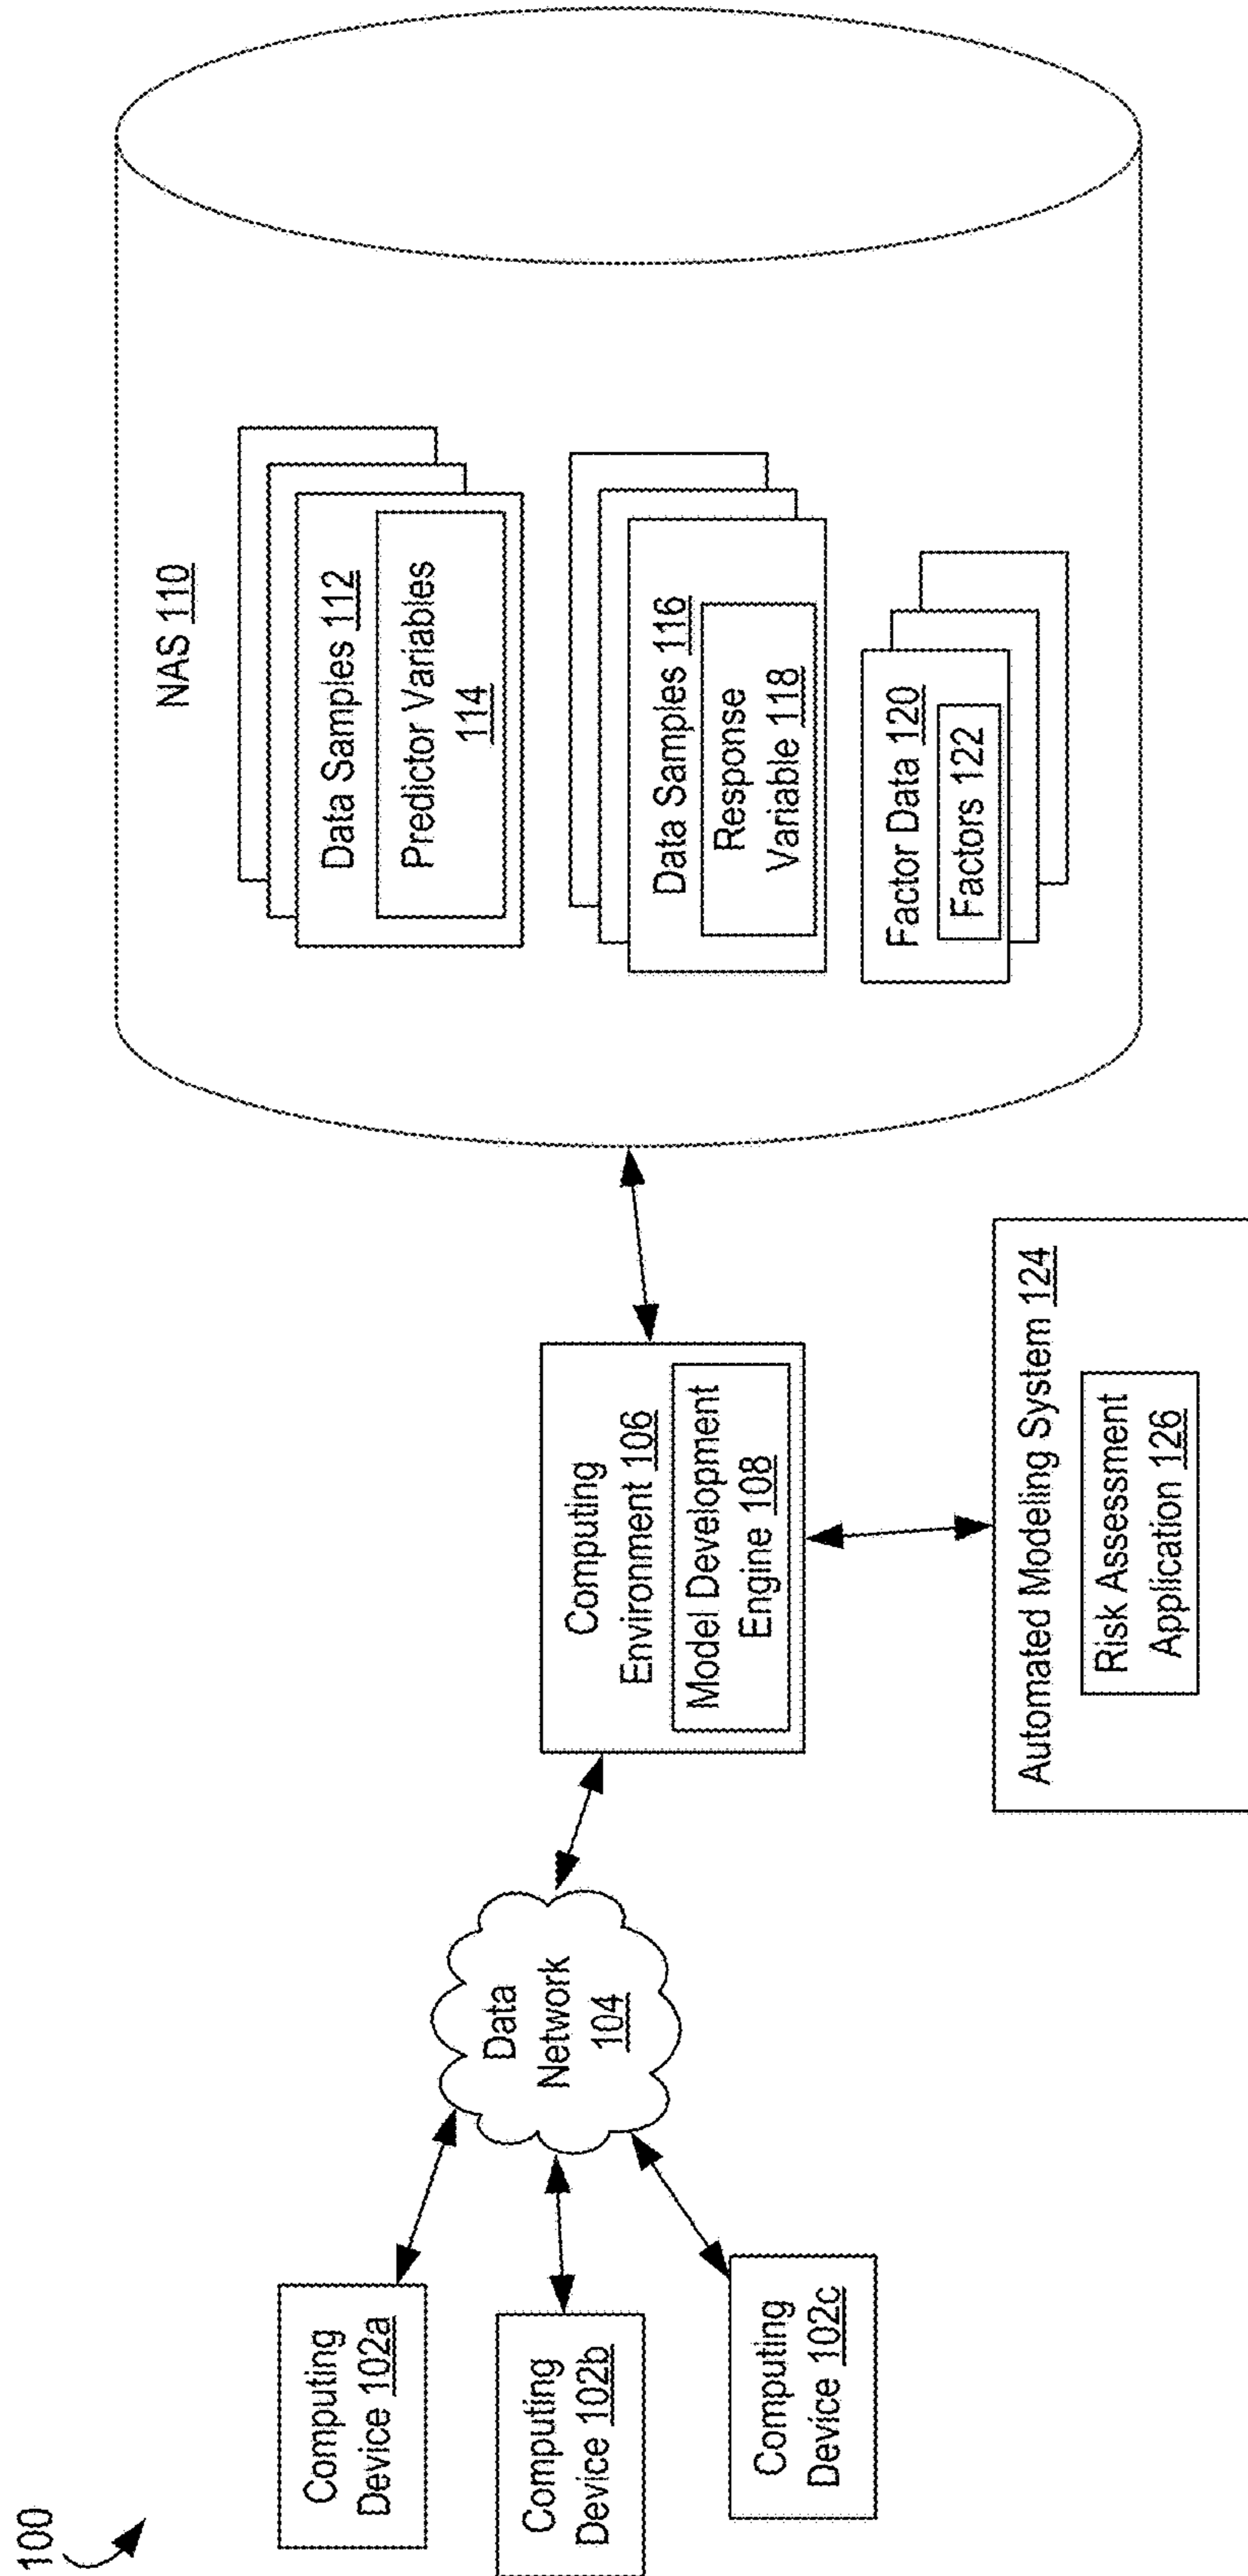 100
Computing
Device 102a
Computing
Device 102b
Computing
Device 102c
Data
Network
104
Computing
Environment 106
Model Development
Engine 108
Automated Modeling System 124
Risk Assessment
Application 126
NAS 110
Data Samples 112
Predictor Variables
114
Data Samples 116
Response
Variable 118
Factor Data 120
Factors 122